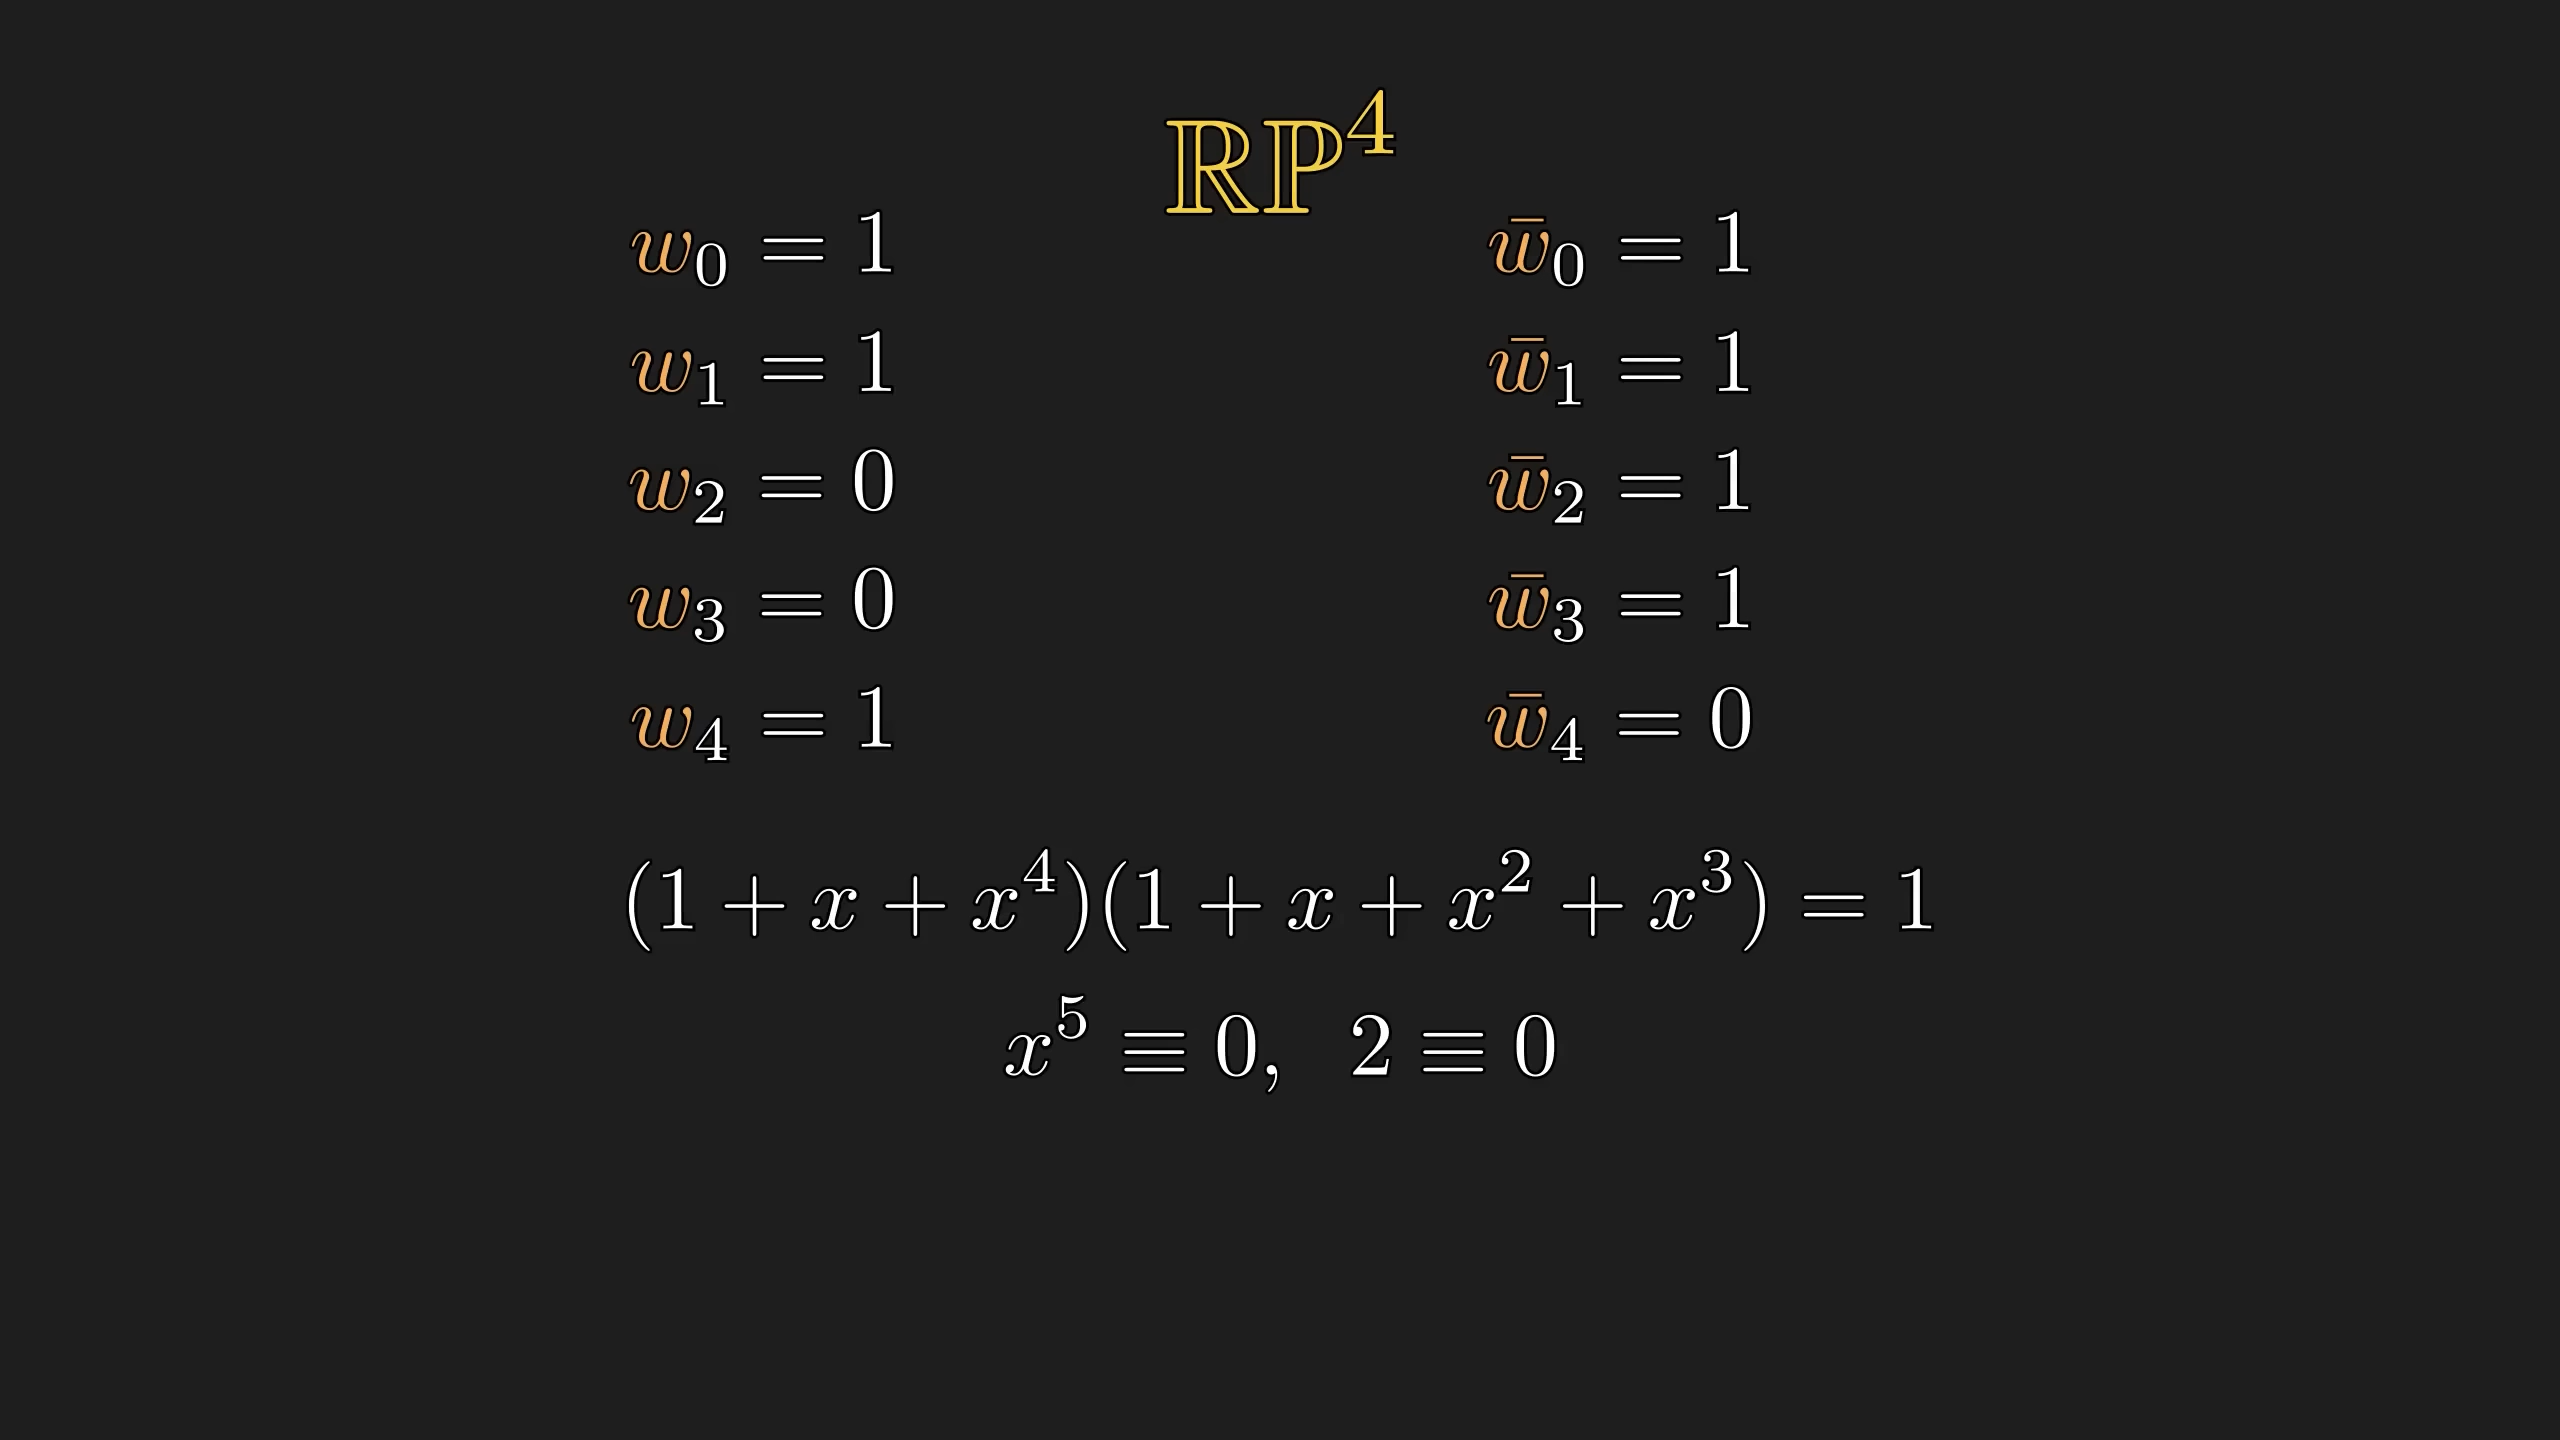 ℝℙ⁴
w₀ = 1
w₁ = 1
w₂ = 0
w₃ = 0
w₄ = 1
w̄₀ = 1
w̄₁ = 1
w̄₂ = 1
w̄₃ = 1
w̄₄ = 0
(1 + x + x⁴)(1 + x + x² + x³) = 1
x⁵ ≡ 0, 2 ≡ 0